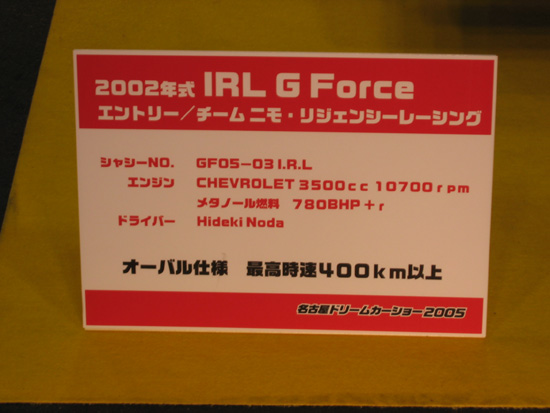 2002年式 IRL G Force
エントリー／チーム ニモ・リジェンシーレーシング
シャシーNO. GF05-03 I.R.L
エンジン CHEVROLET 3500cc 10700rpm
メタノール燃料 780BHP+r
ドライバー Hideki Noda
オーバル仕様 最高時速400km以上
名古屋ドリームカーショー2005